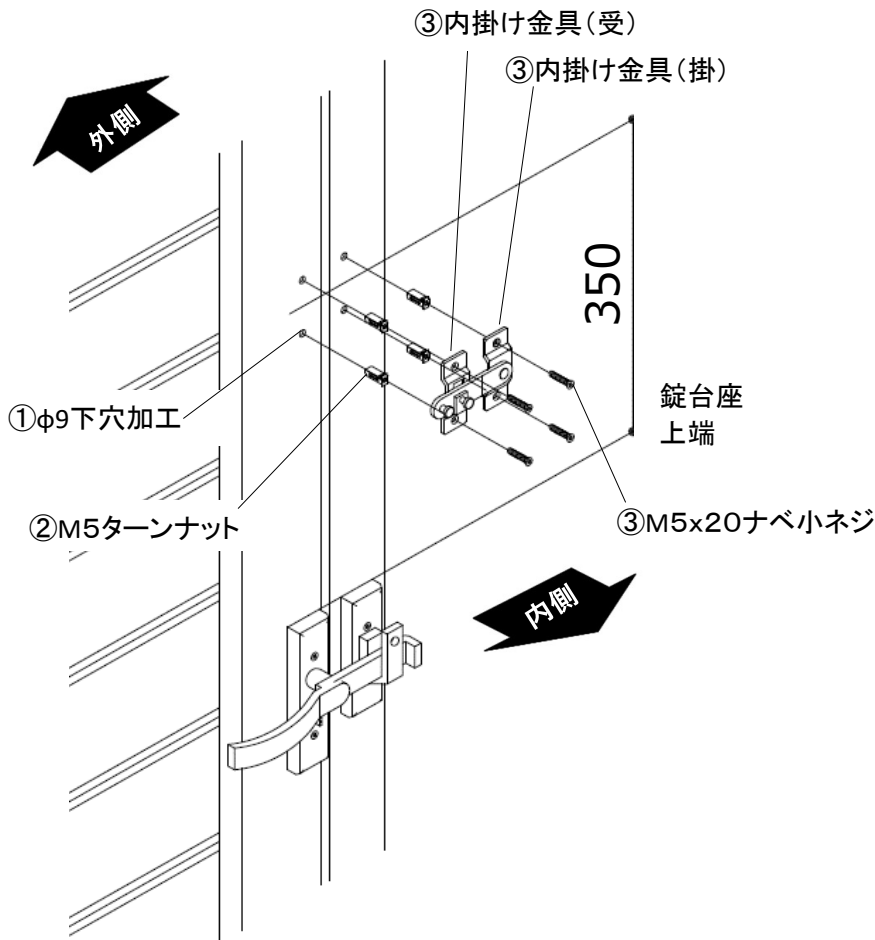 ③内掛け金具(受)
③内掛け金具(掛)
外側
350
錠台座
上端
①φ9下穴加工
②M5ターンナット
③M5x20ナベ小ネジ
内側